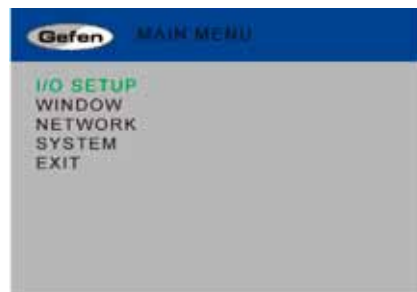 Gefen MAIN MENU
I/O SETUP
WINDOW
NETWORK
SYSTEM
EXIT